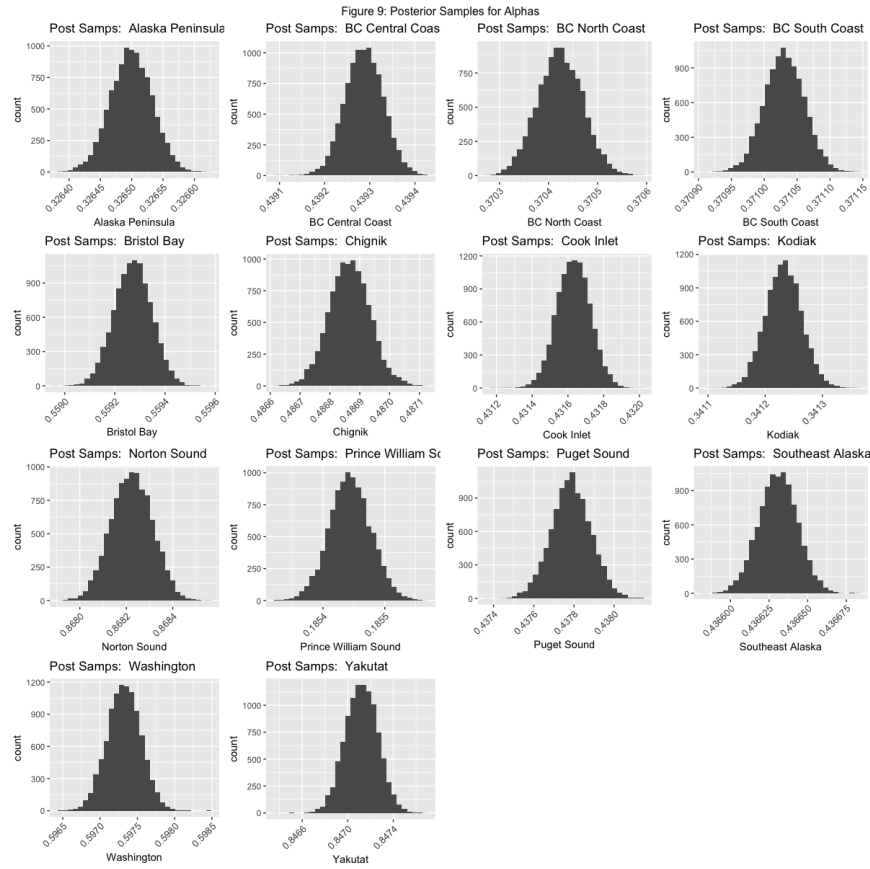 Figure 9: Posterior Samples for Alphas
Post Samps: Alaska Peninsula
count
1000
750
500
250
0
0.32640
0.32645
0.32650
0.32655
0.32660
Alaska Peninsula
Post Samps: BC Central Coas
count
1000
750
500
250
0
0.4391
0.4392
0.4393
0.4394
BC Central Coast
Post Samps: BC North Coast
count
750
500
250
0
0.3703
0.3704
0.3705
0.3706
BC North Coast
Post Samps: BC South Coast
count
900
600
300
0
0.37090
0.37095
0.37100
0.37105
0.37110
0.37115
BC South Coast
Post Samps: Bristol Bay
count
900
600
300
0
0.5590
0.5592
0.5594
0.5596
Bristol Bay
Post Samps: Chignik
count
1000
750
500
250
0
0.4866
0.4867
0.4868
0.4869
0.4870
0.4871
Chignik
Post Samps: Cook Inlet
count
1200
900
600
300
0
0.4312
0.4314
0.4316
0.4318
0.4320
Cook Inlet
Post Samps: Kodiak
count
1200
900
600
300
0
0.3411
0.3412
0.3413
Kodiak
Post Samps: Norton Sound
count
1000
750
500
250
0
0.8680
0.8682
0.8684
Norton Sound
Post Samps: Prince William So
count
1000
750
500
250
0
0.1854
0.1855
Prince William Sound
Post Samps: Puget Sound
count
900
600
300
0
0.4374
0.4376
0.4378
0.4380
Puget Sound
Post Samps: Southeast Alaska
count
900
600
300
0
0.436600
0.436625
0.436650
0.436675
Southeast Alaska
Post Samps: Washington
count
1200
900
600
300
0
0.5965
0.5970
0.5975
0.5980
0.5985
Washington
Post Samps: Yakutat
count
1000
750
500
250
0
0.8466
0.8470
0.8474
Yakutat